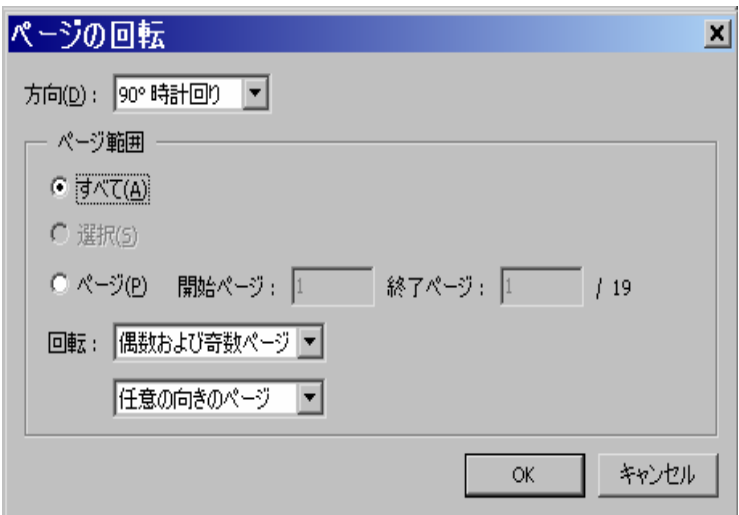 ページの回転
方向(D)： 90° 時計回り
ページ範囲
すべて(A)
選択(S)
ページ(P) 開始ページ： 1 終了ページ： 1 / 19
回転： 偶数および奇数ページ
任意の向きのページ
OK キャンセル